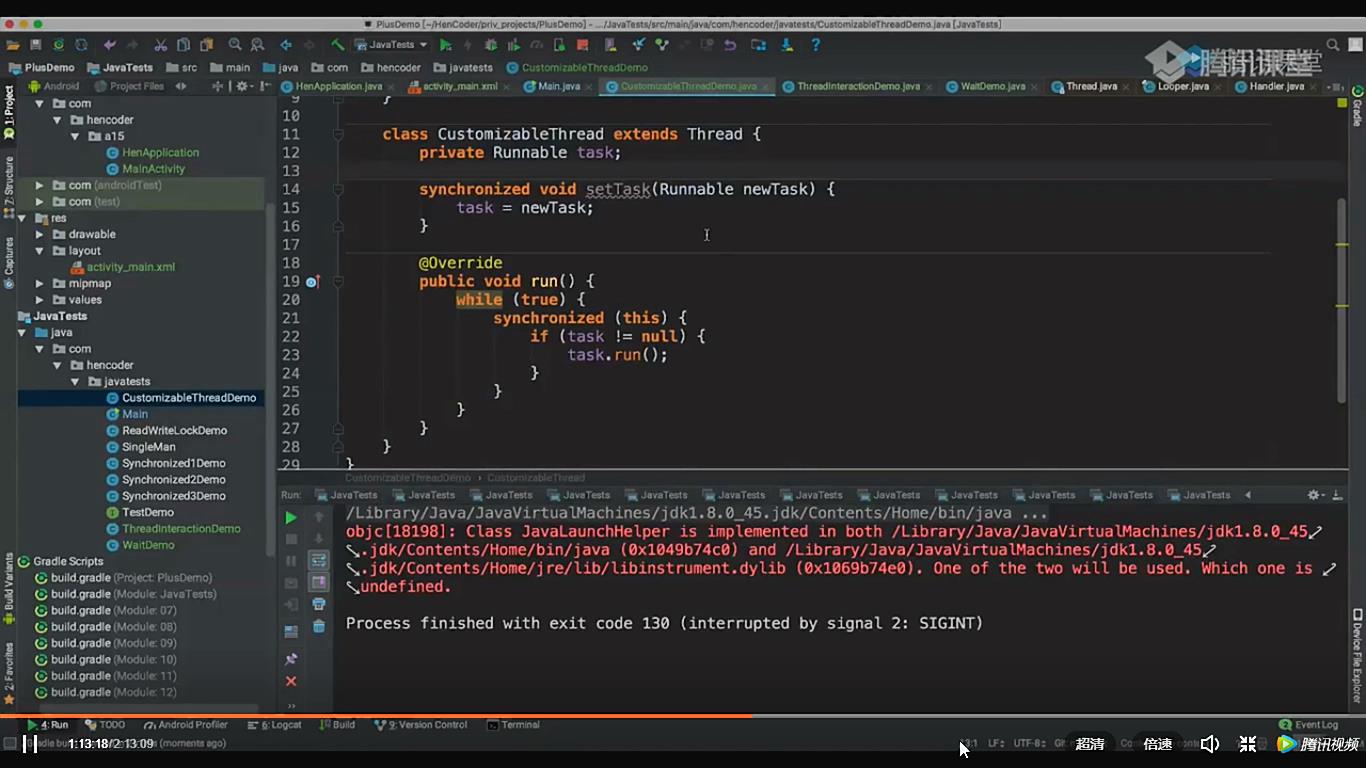 PlusDemo [~/HenCoder/priv_projects/PlusDemo] - .../JavaTests/src/main/java/com/hencoder/javatests/CustomizableThreadDemo.java [JavaTests]
JavaTests
PlusDemo JavaTests src main java com hencoder javatests CustomizableThreadDemo
腾讯课堂
Android Project Files
HenApplication.java activity_main.xml Main.java CustomizableThreadDemo.java ThreadInteractionDemo.java WaitDemo.java Thread.java Looper.java Handler.java
1: Project
Z: Structure
Captures
Build Variants
2: Favorites
Gradle
Device File Explorer
com
hencoder
a15
HenApplication
MainActivity
com (androidTest)
com (test)
res
drawable
layout
activity_main.xml
mipmap
values
JavaTests
java
com
hencoder
javatests
CustomizableThreadDemo
Main
ReadWriteLockDemo
SingleMan
Synchronized1Demo
Synchronized2Demo
Synchronized3Demo
TestDemo
ThreadInteractionDemo
WaitDemo
Gradle Scripts
build.gradle (Project: PlusDemo)
build.gradle (Module: JavaTests)
build.gradle (Module: 07)
build.gradle (Module: 08)
build.gradle (Module: 09)
build.gradle (Module: 10)
build.gradle (Module: 11)
build.gradle (Module: 12)
9 }
10
11 class CustomizableThread extends Thread {
12 private Runnable task;
13
14 synchronized void setTask(Runnable newTask) {
15 task = newTask;
16 }
17
18 @Override
19 public void run() {
20 while (true) {
21 synchronized (this) {
22 if (task != null) {
23 task.run();
24 }
25 }
26 }
27 }
28 }
29 }
CustomizableThreadDemo › CustomizableThread
Run: JavaTests JavaTests JavaTests JavaTests JavaTests JavaTests JavaTests JavaTests JavaTests JavaTests JavaTests JavaTests
/Library/Java/JavaVirtualMachines/jdk1.8.0_45.jdk/Contents/Home/bin/java ...
objc[18198]: Class JavaLaunchHelper is implemented in both /Library/Java/JavaVirtualMachines/jdk1.8.0_45
.jdk/Contents/Home/bin/java (0x1049b74c0) and /Library/Java/JavaVirtualMachines/jdk1.8.0_45
.jdk/Contents/Home/jre/lib/libinstrument.dylib (0x1069b74e0). One of the two will be used. Which one is
undefined.
Process finished with exit code 130 (interrupted by signal 2: SIGINT)
4: Run TODO Android Profiler 6: Logcat Build 9: Version Control Terminal Event Log
1:13:18/2:13:09 (moments ago) LF UTF-8 超清 倍速 腾讯视频